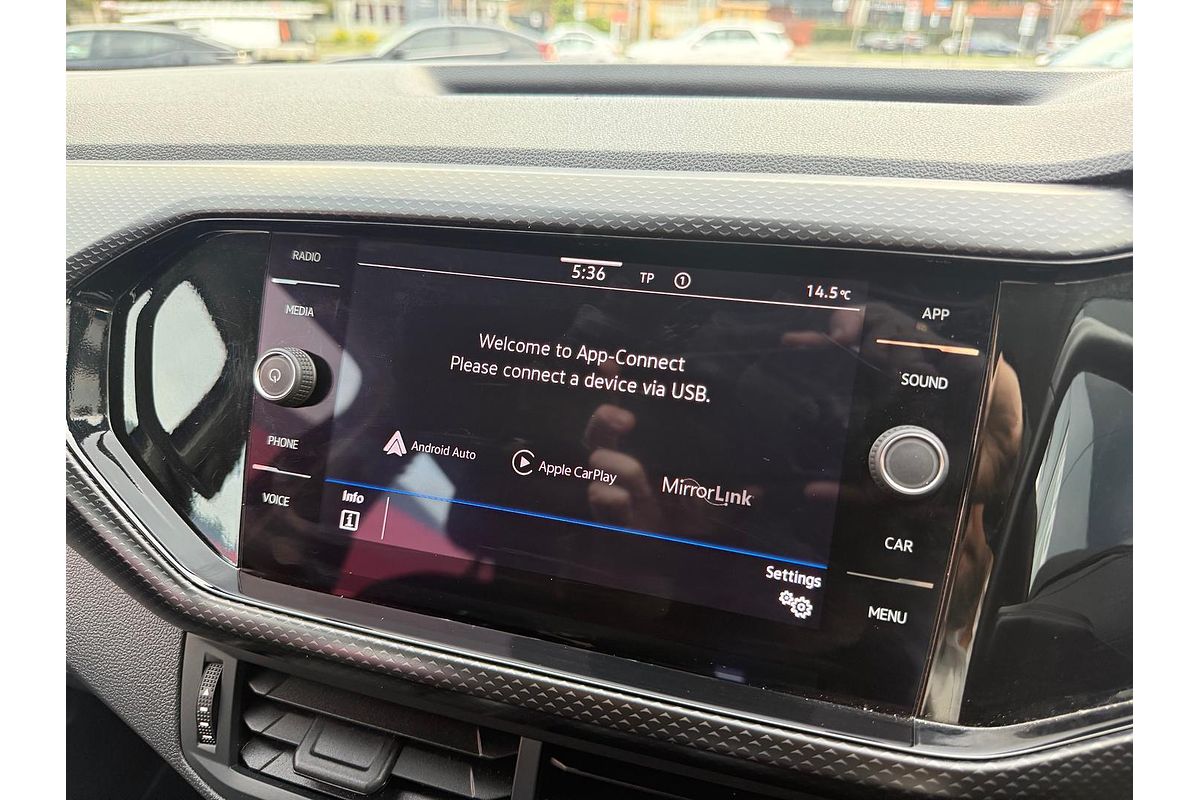 RADIO
MEDIA
PHONE
VOICE
5:36 TP 1 14.5°C
Welcome to App-Connect
Please connect a device via USB.
Android Auto
Apple CarPlay
MirrorLink
Info
i
Settings
APP
SOUND
CAR
MENU